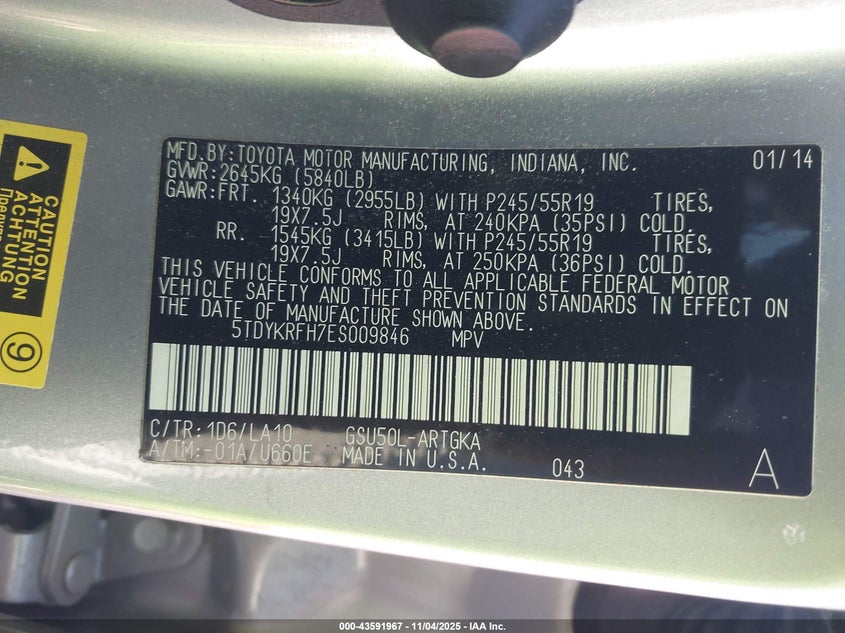 MFD.BY:TOYOTA MOTOR MANUFACTURING, INDIANA, INC. 01/14
GVWR:2645KG (5840LB)
GAWR:FRT. 1340KG (2955LB) WITH P245/55R19 TIRES,
19X7.5J RIMS, AT 240KPA (35PSI) COLD.
RR. 1545KG (3415LB) WITH P245/55R19 TIRES,
19X7.5J RIMS, AT 250KPA (36PSI) COLD.
THIS VEHICLE CONFORMS TO ALL APPLICABLE FEDERAL MOTOR
VEHICLE SAFETY AND THEFT PREVENTION STANDARDS IN EFFECT ON
THE DATE OF MANUFACTURE SHOWN ABOVE.
5TDYKRFH7ES009846 MPV
C/TR:1D6/LA10 GSU50L-ARTGKA
A/TM:-01A/U660E MADE IN U.S.A. 043 A
CAUTION
ATTENTION
ACHTUNG
9
000-43591967 - 11/04/2025 - IAA Inc.